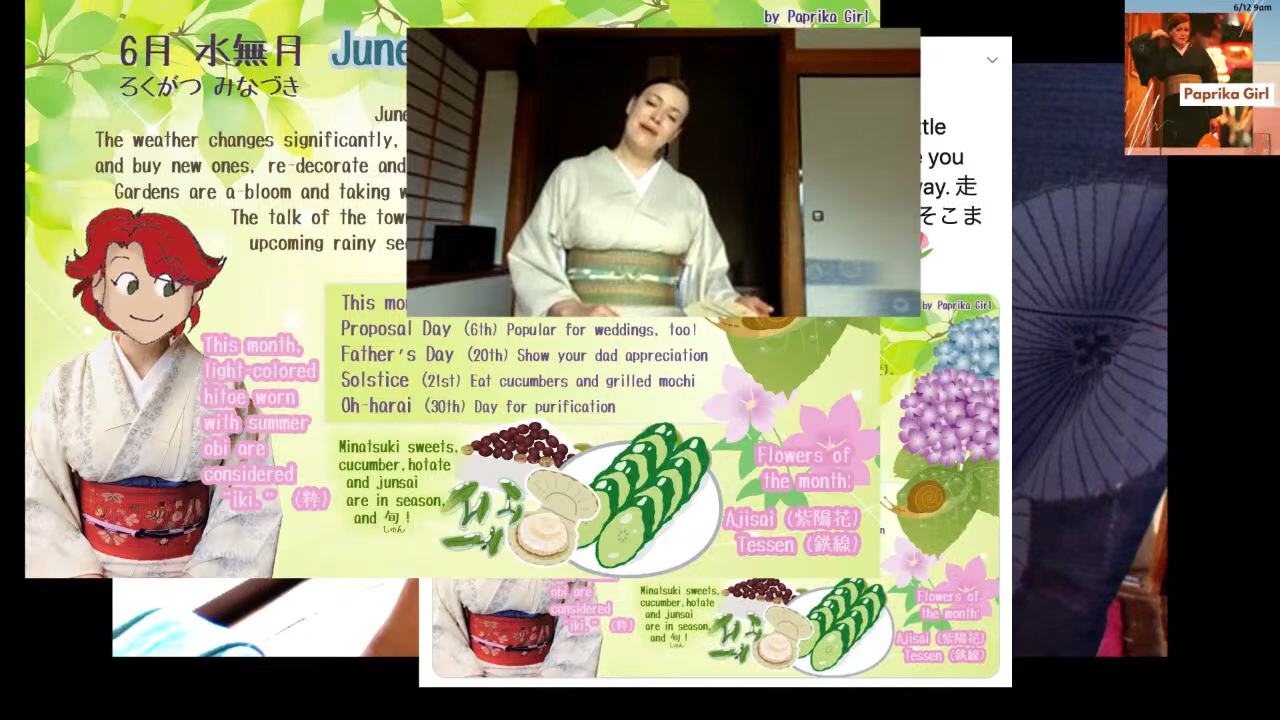 by Paprika Girl
6月 水無月 June
ろくがつ みなづき
June
The weather changes significantly,
and buy new ones, re-decorate and
Gardens are a-bloom and taking
The talk of the
upcoming rainy
This month,
light-colored
hitoe worn
with summer
obi are
considered
"iki." (粋)
This
Proposal Day (6th) Popular for weddings, too!
Father's Day (20th) Show your dad appreciation
Solstice (21st) Eat cucumbers and grilled mochi
Oh-harai (30th) Day for purification
Minatsuki sweets,
cucumber, hotate
and junsai
are in season,
and 旬!
しゅん
Flowers of
the month:
Ajisai (紫陽花)
Tessen (鉄線)
6/12 9am
Paprika Girl
you
走
そこま
by Paprika Girl
obi are
considered
"iki." (粋)
Minatsuki sweets,
cucumber, hotate
and junsai
are in season,
and 旬!
しゅん
Flowers of
the month:
Ajisai (紫陽花)
Tessen (鉄線)